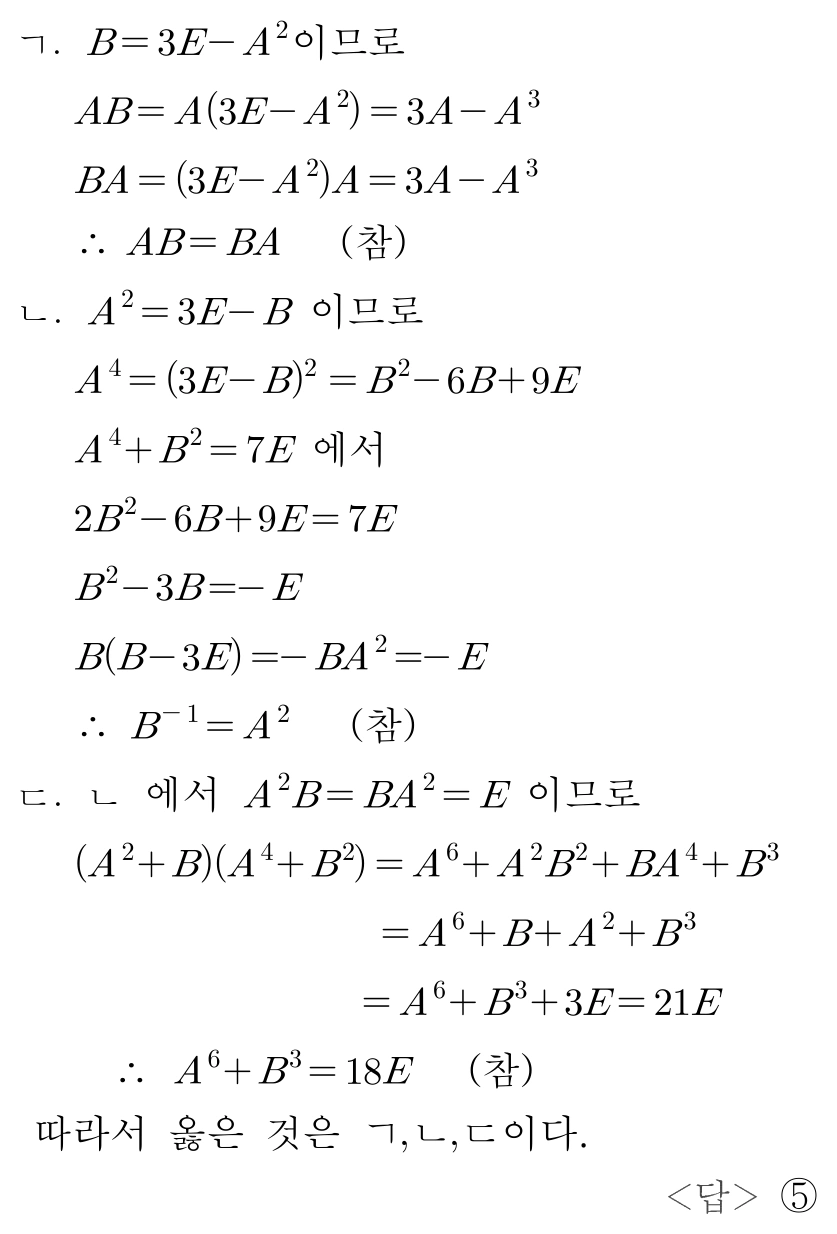 ㄱ. B=3E-A²이므로
AB=A(3E-A²)=3A-A³
BA=(3E-A²)A=3A-A³
∴ AB=BA (참)
ㄴ. A²=3E-B 이므로
A⁴=(3E-B)²=B²-6B+9E
A⁴+B²=7E 에서
2B²-6B+9E=7E
B²-3B=-E
B(B-3E)=-BA²=-E
∴ B⁻¹=A² (참)
ㄷ. ㄴ 에서 A²B=BA²=E 이므로
(A²+B)(A⁴+B²)=A⁶+A²B²+BA⁴+B³
=A⁶+B+A²+B³
=A⁶+B³+3E=21E
∴ A⁶+B³=18E (참)
따라서 옳은 것은 ㄱ,ㄴ,ㄷ이다.
<답> ⑤